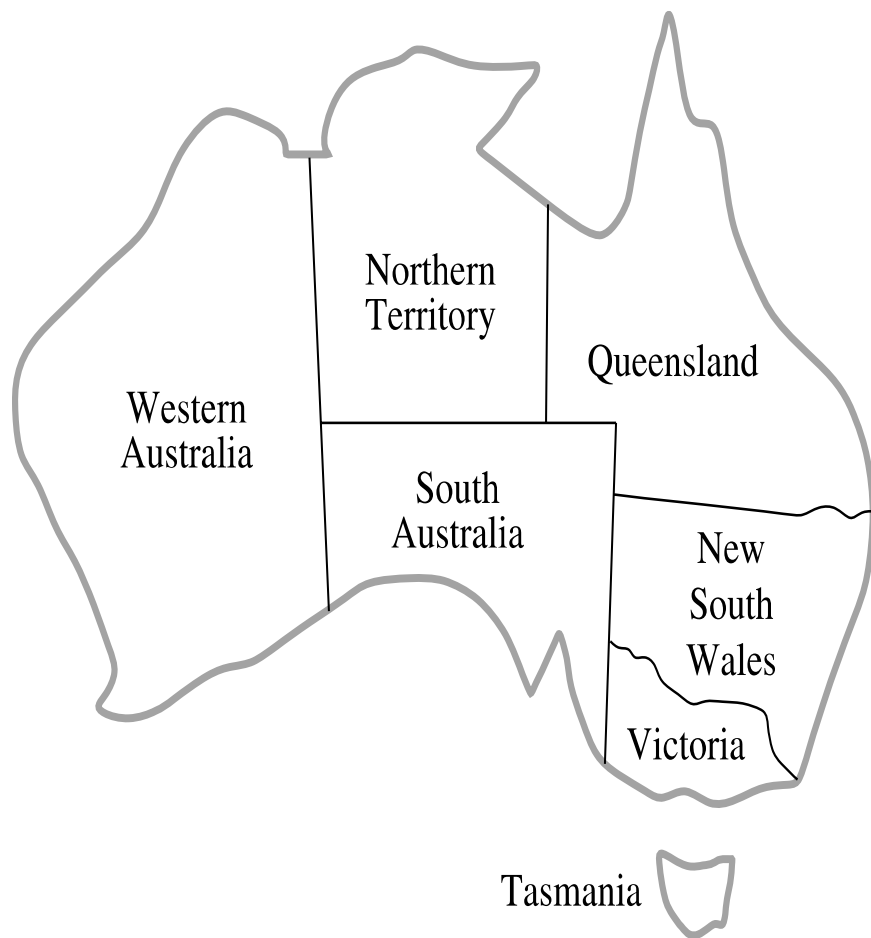 Northern
Territory
Queensland
Western
Australia
South
Australia
New
South
Wales
Victoria
Tasmania